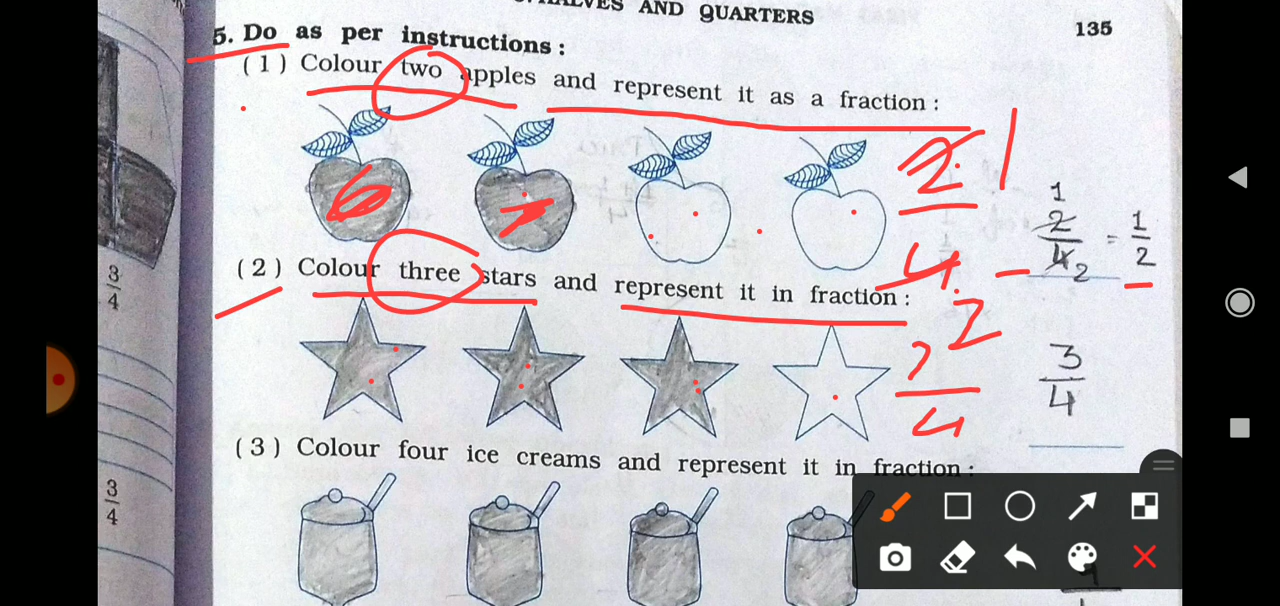 HALVES AND QUARTERS
135
5. Do as per instructions :
( 1 ) Colour two apples and represent it as a fraction :
2 1
4 2
1
2/4 2 = 1/2
( 2 ) Colour three stars and represent it in fraction :
3/4
3/4
3/4
( 3 ) Colour four ice creams and represent it in fraction :
3/4